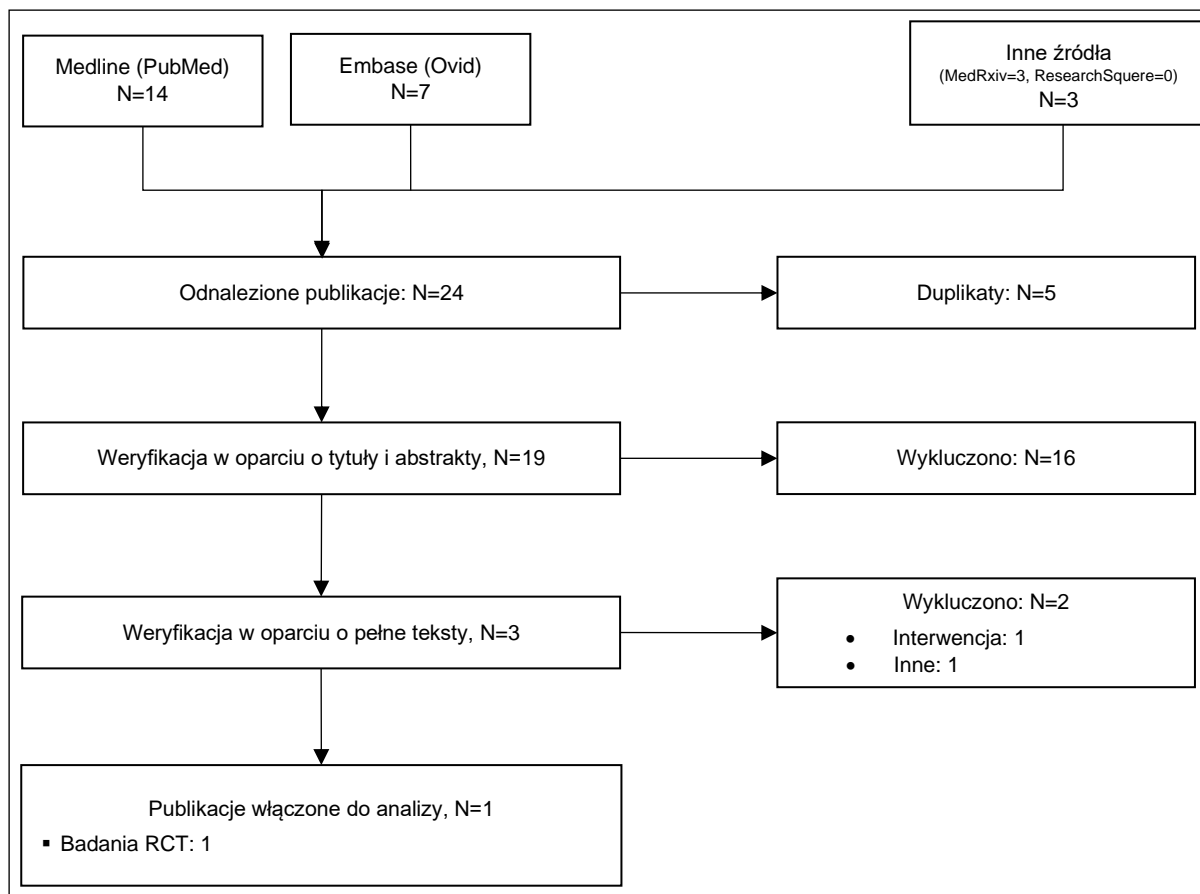 Medline (PubMed)
N=14
Embase (Ovid)
N=7
Inne źródła
(MedRxiv=3, ResearchSquere=0)
N=3
Odnalezione publikacje: N=24
Duplikaty: N=5
Weryfikacja w oparciu o tytuły i abstrakty, N=19
Wykluczono: N=16
Weryfikacja w oparciu o pełne teksty, N=3
Wykluczono: N=2
• Interwencja: 1
• Inne: 1
Publikacje włączone do analizy, N=1
▪ Badania RCT: 1